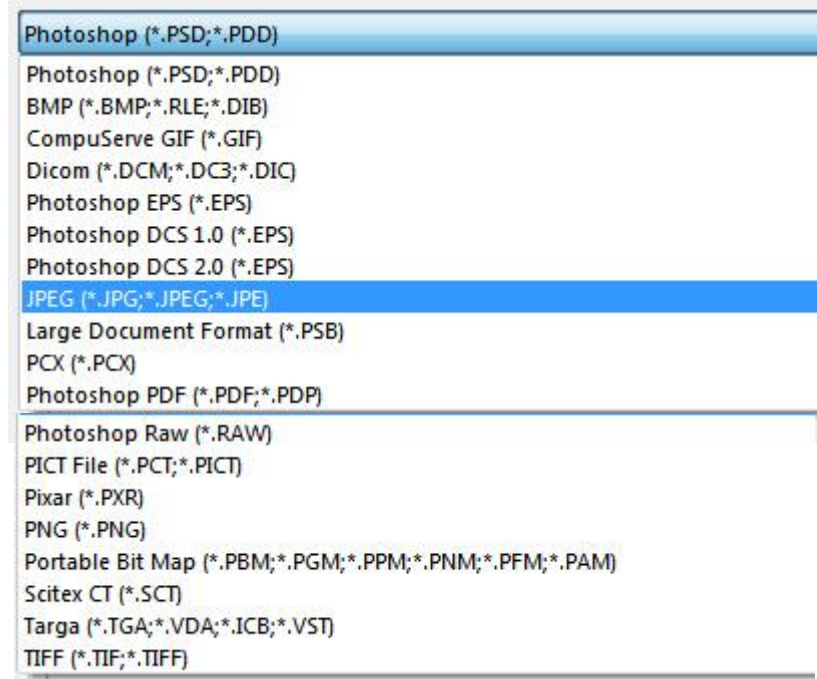 Photoshop (*.PSD;*.PDD)
Photoshop (*.PSD;*.PDD)
BMP (*.BMP;*.RLE;*.DIB)
CompuServe GIF (*.GIF)
Dicom (*.DCM;*.DC3;*.DIC)
Photoshop EPS (*.EPS)
Photoshop DCS 1.0 (*.EPS)
Photoshop DCS 2.0 (*.EPS)
JPEG (*.JPG;*.JPEG;*.JPE)
Large Document Format (*.PSB)
PCX (*.PCX)
Photoshop PDF (*.PDF;*.PDP)
Photoshop Raw (*.RAW)
PICT File (*.PCT;*.PICT)
Pixar (*.PXR)
PNG (*.PNG)
Portable Bit Map (*.PBM;*.PGM;*.PPM;*.PNM;*.PFM;*.PAM)
Scitex CT (*.SCT)
Targa (*.TGA;*.VDA;*.ICB;*.VST)
TIFF (*.TIF;*.TIFF)